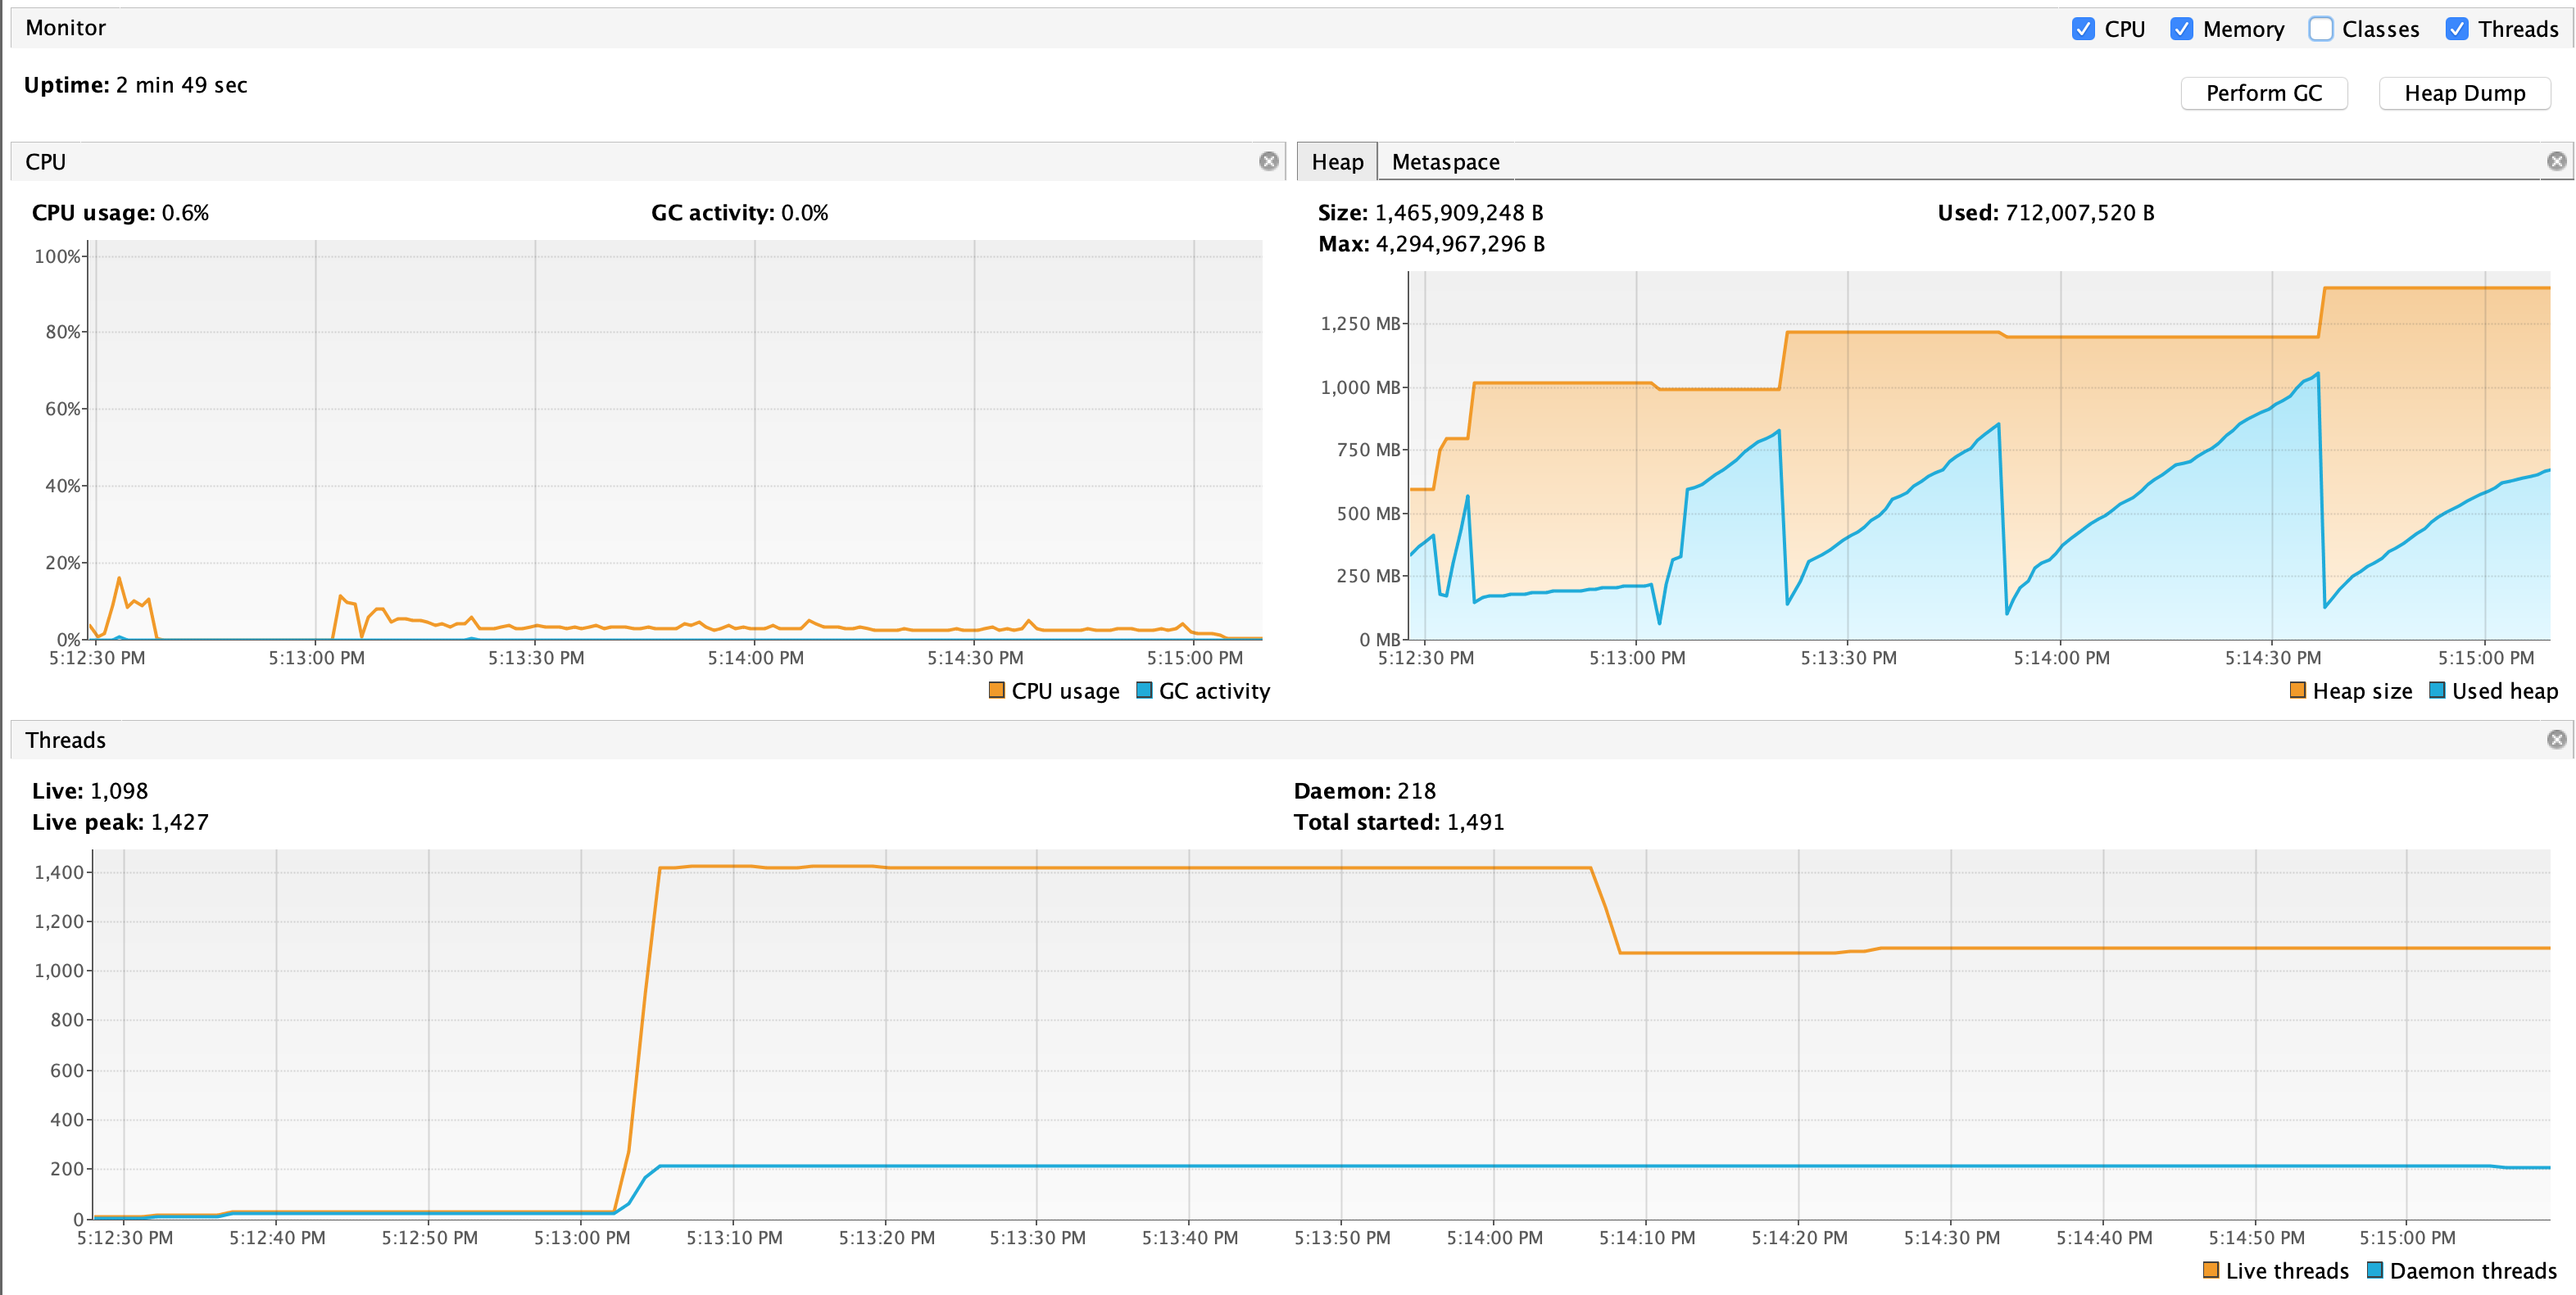 Monitor
CPU Memory Classes Threads
Uptime: 2 min 49 sec
Perform GC Heap Dump
CPU
CPU usage: 0.6% GC activity: 0.0%
100%
80%
60%
40%
20%
0%
5:12:30 PM 5:13:00 PM 5:13:30 PM 5:14:00 PM 5:14:30 PM 5:15:00 PM
CPU usage GC activity
Heap Metaspace
Size: 1,465,909,248 B Used: 712,007,520 B
Max: 4,294,967,296 B
1,250 MB
1,000 MB
750 MB
500 MB
250 MB
0 MB
5:12:30 PM 5:13:00 PM 5:13:30 PM 5:14:00 PM 5:14:30 PM 5:15:00 PM
Heap size Used heap
Threads
Live: 1,098 Daemon: 218
Live peak: 1,427 Total started: 1,491
1,400
1,200
1,000
800
600
400
200
0
5:12:30 PM 5:12:40 PM 5:12:50 PM 5:13:00 PM 5:13:10 PM 5:13:20 PM 5:13:30 PM 5:13:40 PM 5:13:50 PM 5:14:00 PM 5:14:10 PM 5:14:20 PM 5:14:30 PM 5:14:40 PM 5:14:50 PM 5:15:00 PM
Live threads Daemon threads